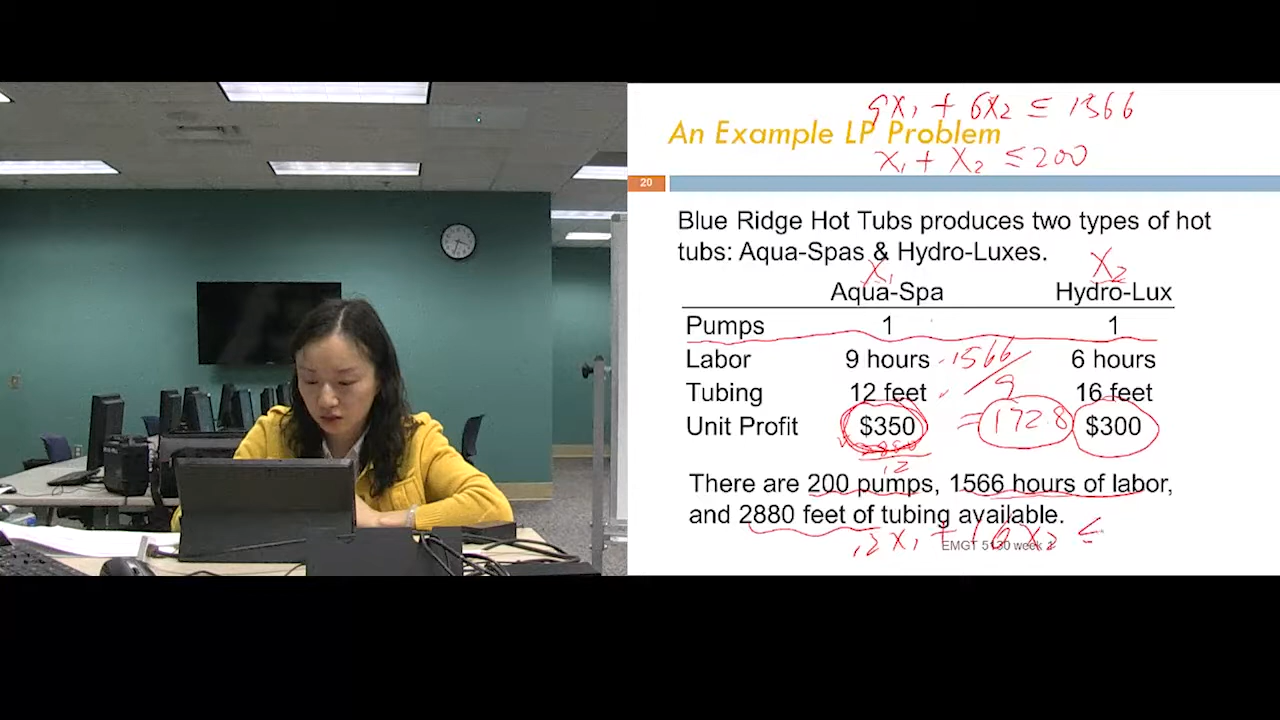 9x₁ + 6x₂ ≤ 1566
An Example LP Problem
x₁ + x₂ ≤ 200
20
Blue Ridge Hot Tubs produces two types of hot
tubs: Aqua-Spas & Hydro-Luxes.
X₁ X₂
Aqua-Spa Hydro-Lux
Pumps 1 1
Labor 9 hours 1566 6 hours
Tubing 12 feet / 9 16 feet
Unit Profit $350 = 172.8 $300
12
There are 200 pumps, 1566 hours of labor,
and 2880 feet of tubing available.
12x₁ + 16x₂ ≤
EMGT 5130 week 2